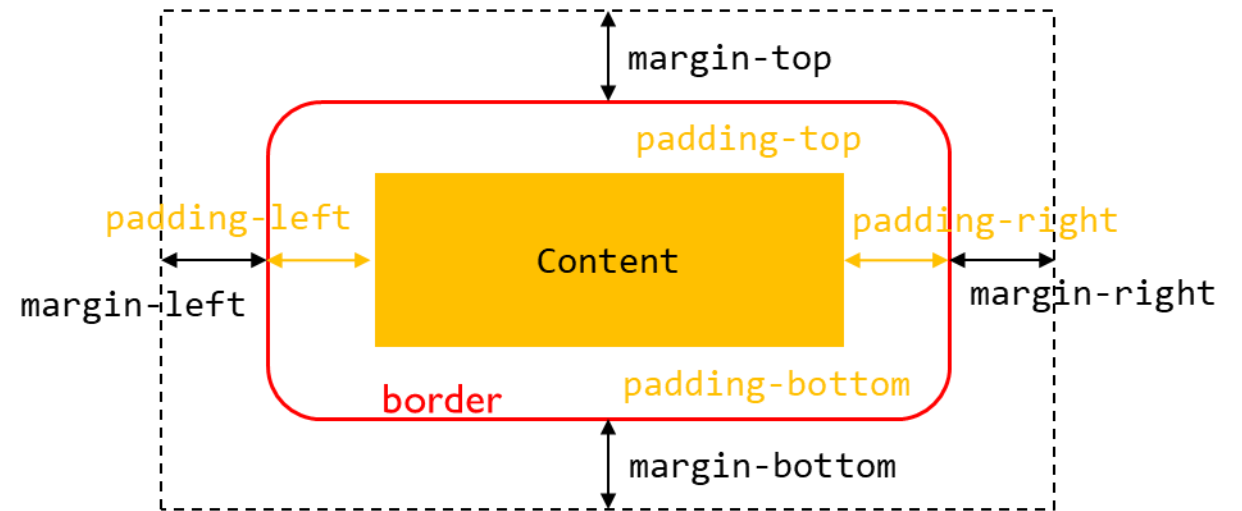 margin-top
padding-top
padding-left
padding-right
Content
margin-left
margin-right
padding-bottom
border
margin-bottom